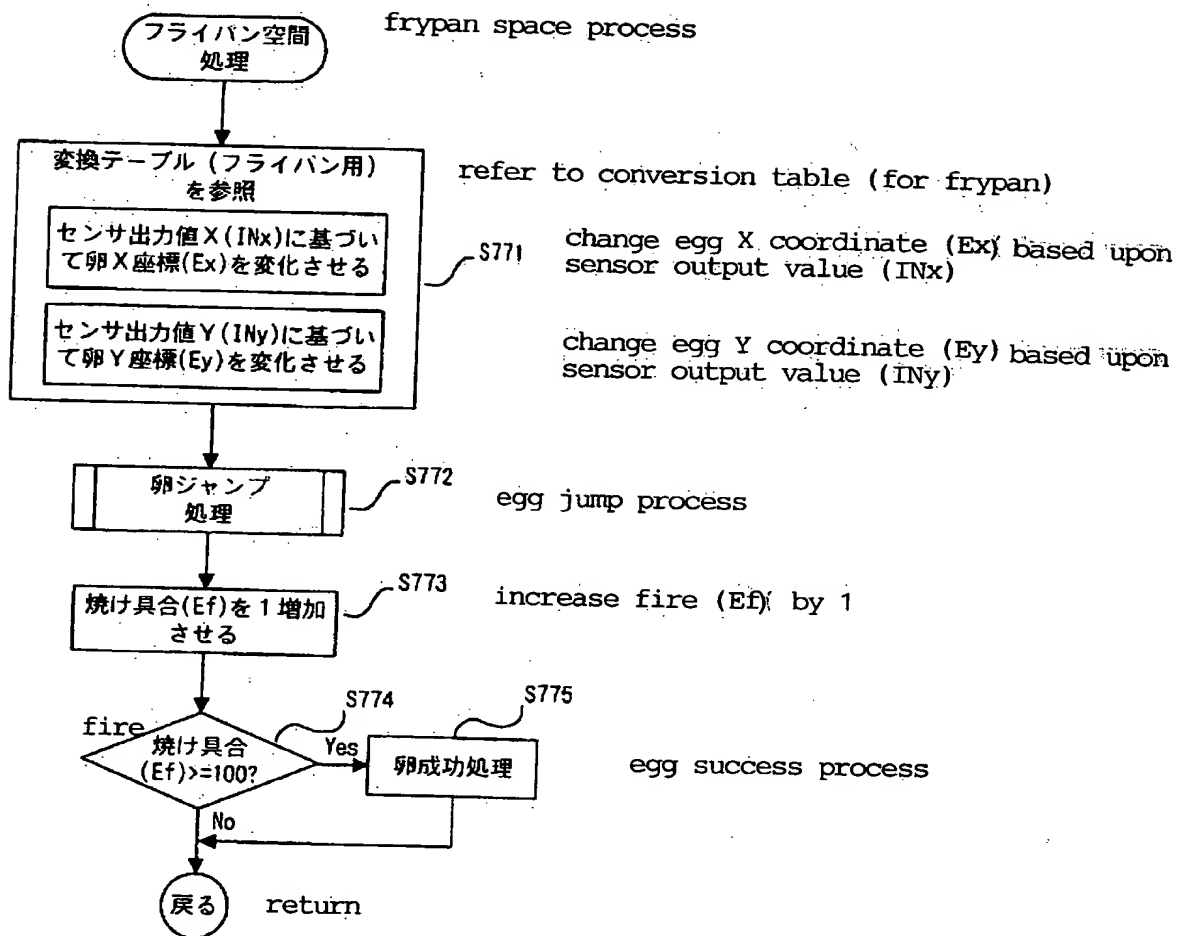 フライパン空間
処理
frypan space process
変換テーブル（フライパン用）
を参照
refer to conversion table (for frypan)
センサ出力値X(INx)に基づい
て卵X座標(Ex)を変化させる
S771
change egg X coordinate (Ex) based upon
sensor output value (INx)
センサ出力値Y(INy)に基づい
て卵Y座標(Ey)を変化させる
change egg Y coordinate (Ey) based upon
sensor output value (INy)
卵ジャンプ
処理
S772
egg jump process
焼け具合(Ef)を1増加
させる
S773
increase fire (Ef) by 1
fire
焼け具合
(Ef)>=100?
S774
Yes
No
S775
卵成功処理
egg success process
戻る
return